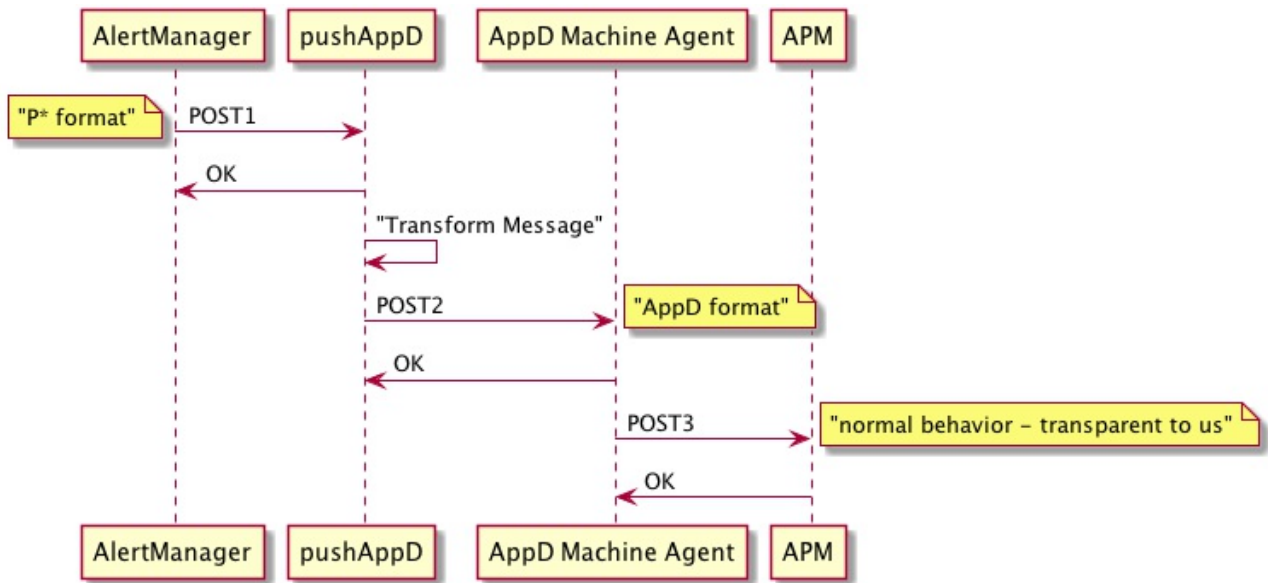 AlertManager
pushAppD
AppD Machine Agent
APM
"P* format"
POST1
OK
"Transform Message"
POST2
"AppD format"
OK
POST3
"normal behavior – transparent to us"
OK
AlertManager
pushAppD
AppD Machine Agent
APM